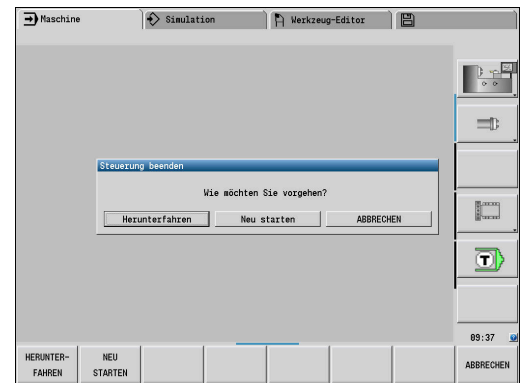 Maschine
Simulation
Werkzeug-Editor
Steuerung beenden
Wie möchten Sie vorgehen?
Herunterfahren
Neu starten
ABBRECHEN
T
09:37
HERUNTER-
FAHREN
NEU
STARTEN
ABBRECHEN